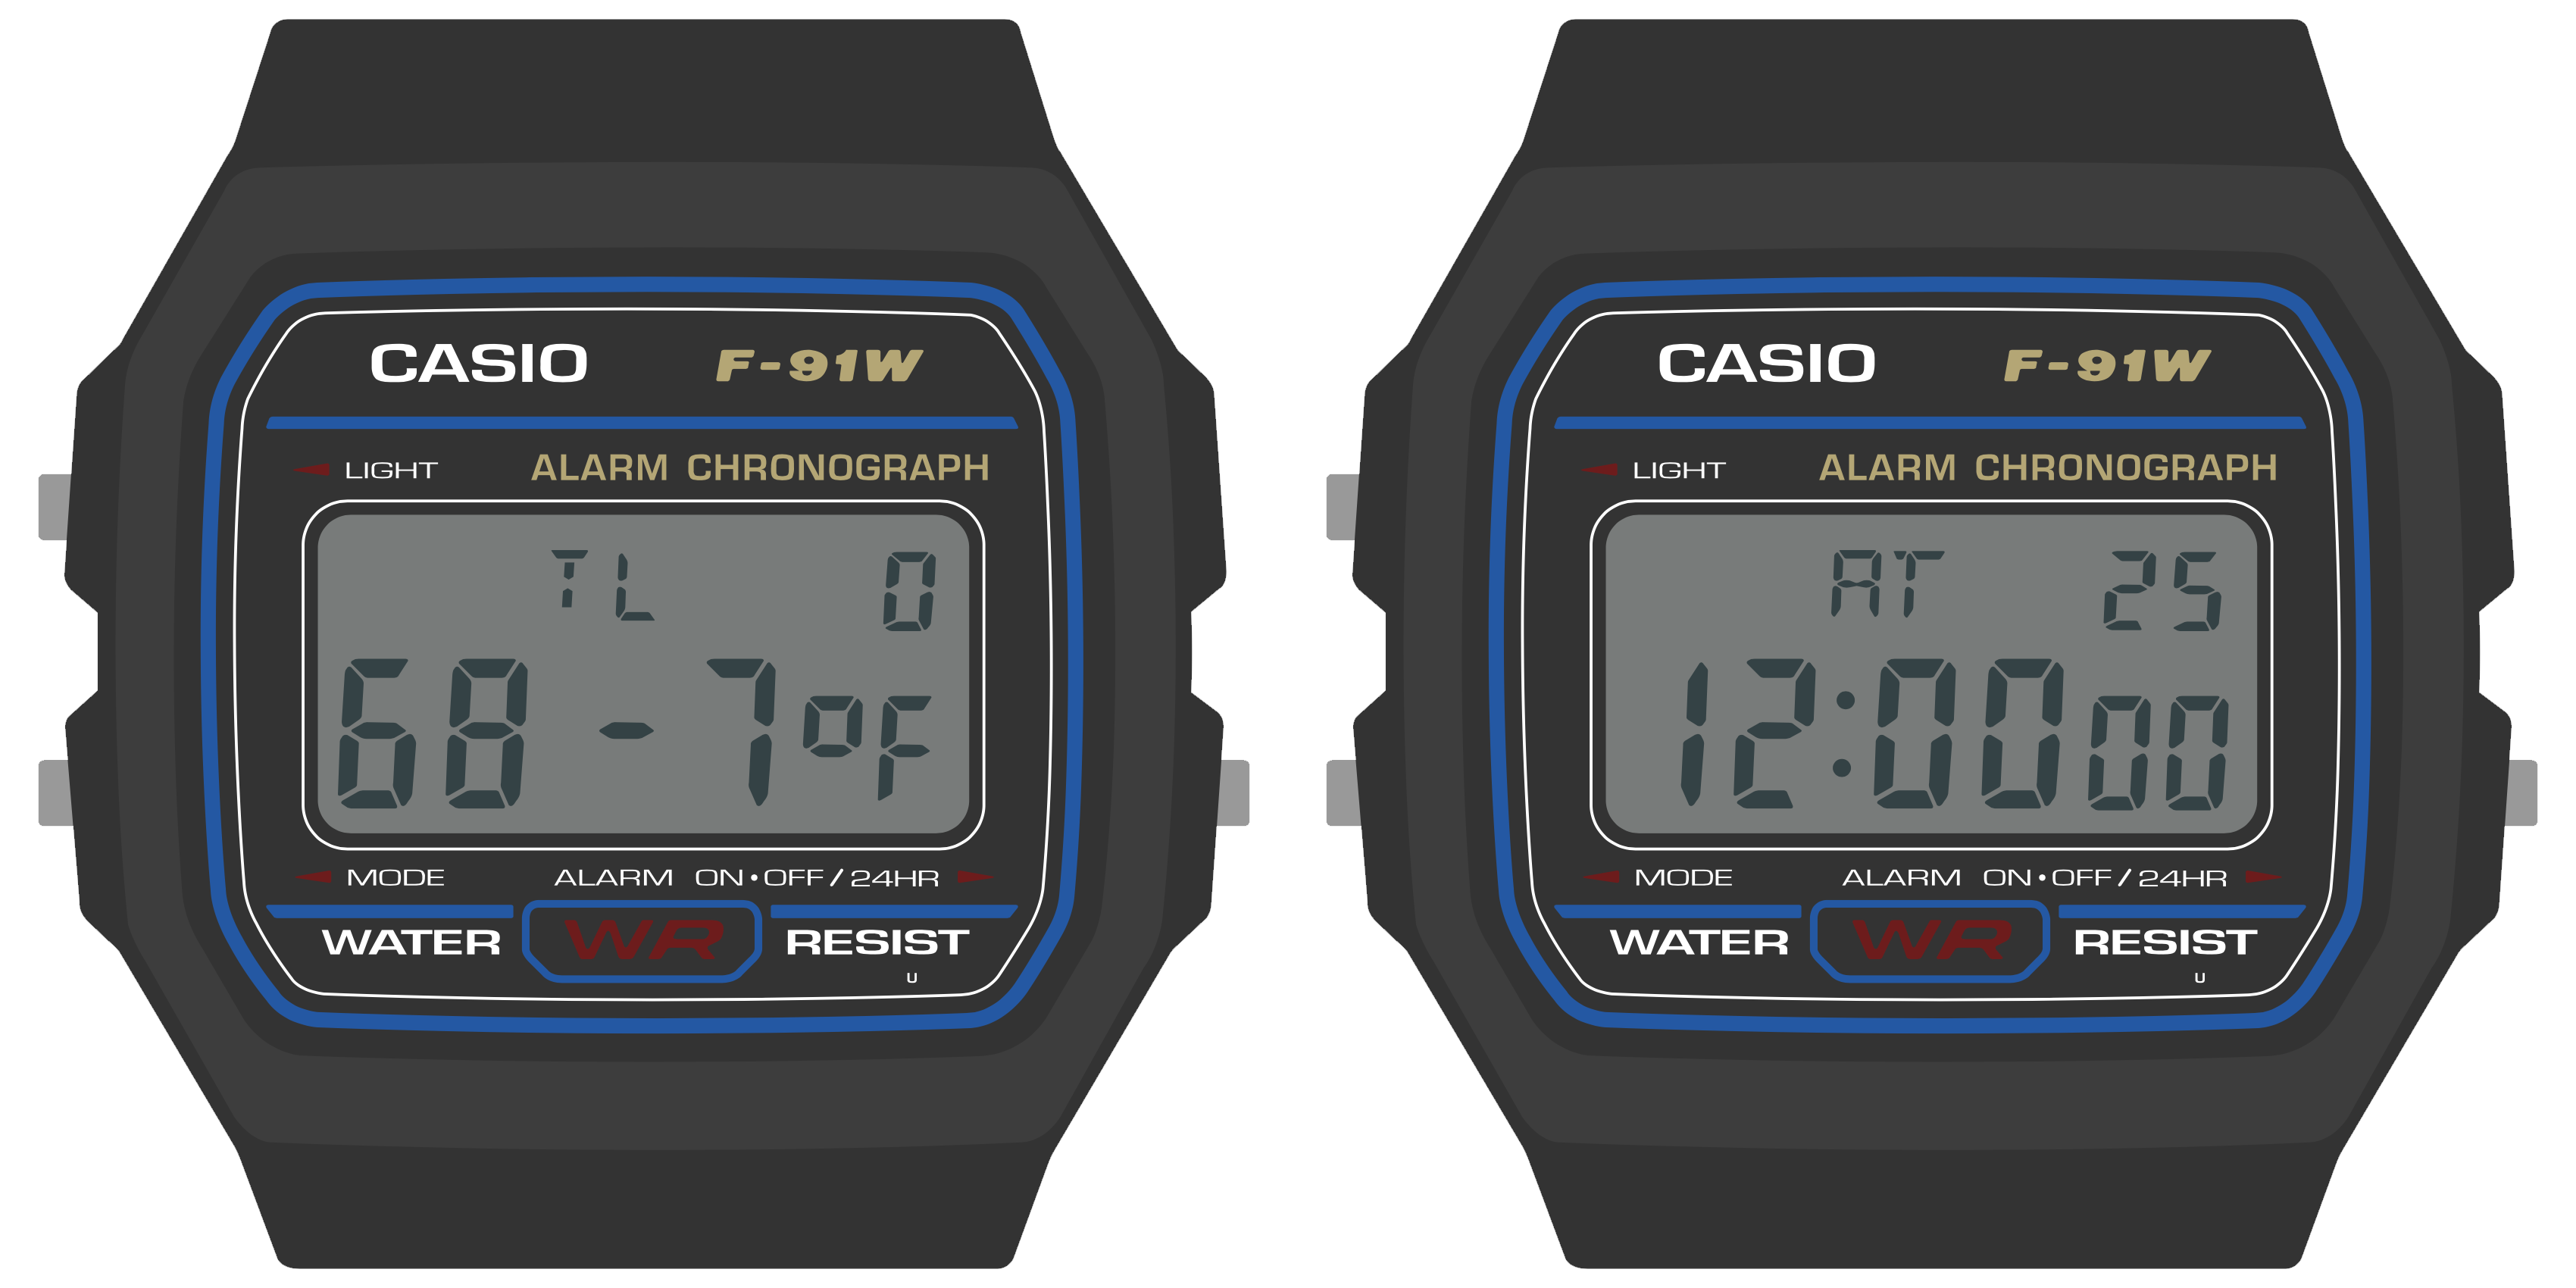 CASIO F-91W
LIGHT ALARM CHRONOGRAPH
TL 0
68 -7°F
MODE ALARM ON•OFF/24HR
WATER WR RESIST
U
CASIO F-91W
LIGHT ALARM CHRONOGRAPH
AT 25
12:00 00
MODE ALARM ON•OFF/24HR
WATER WR RESIST
U